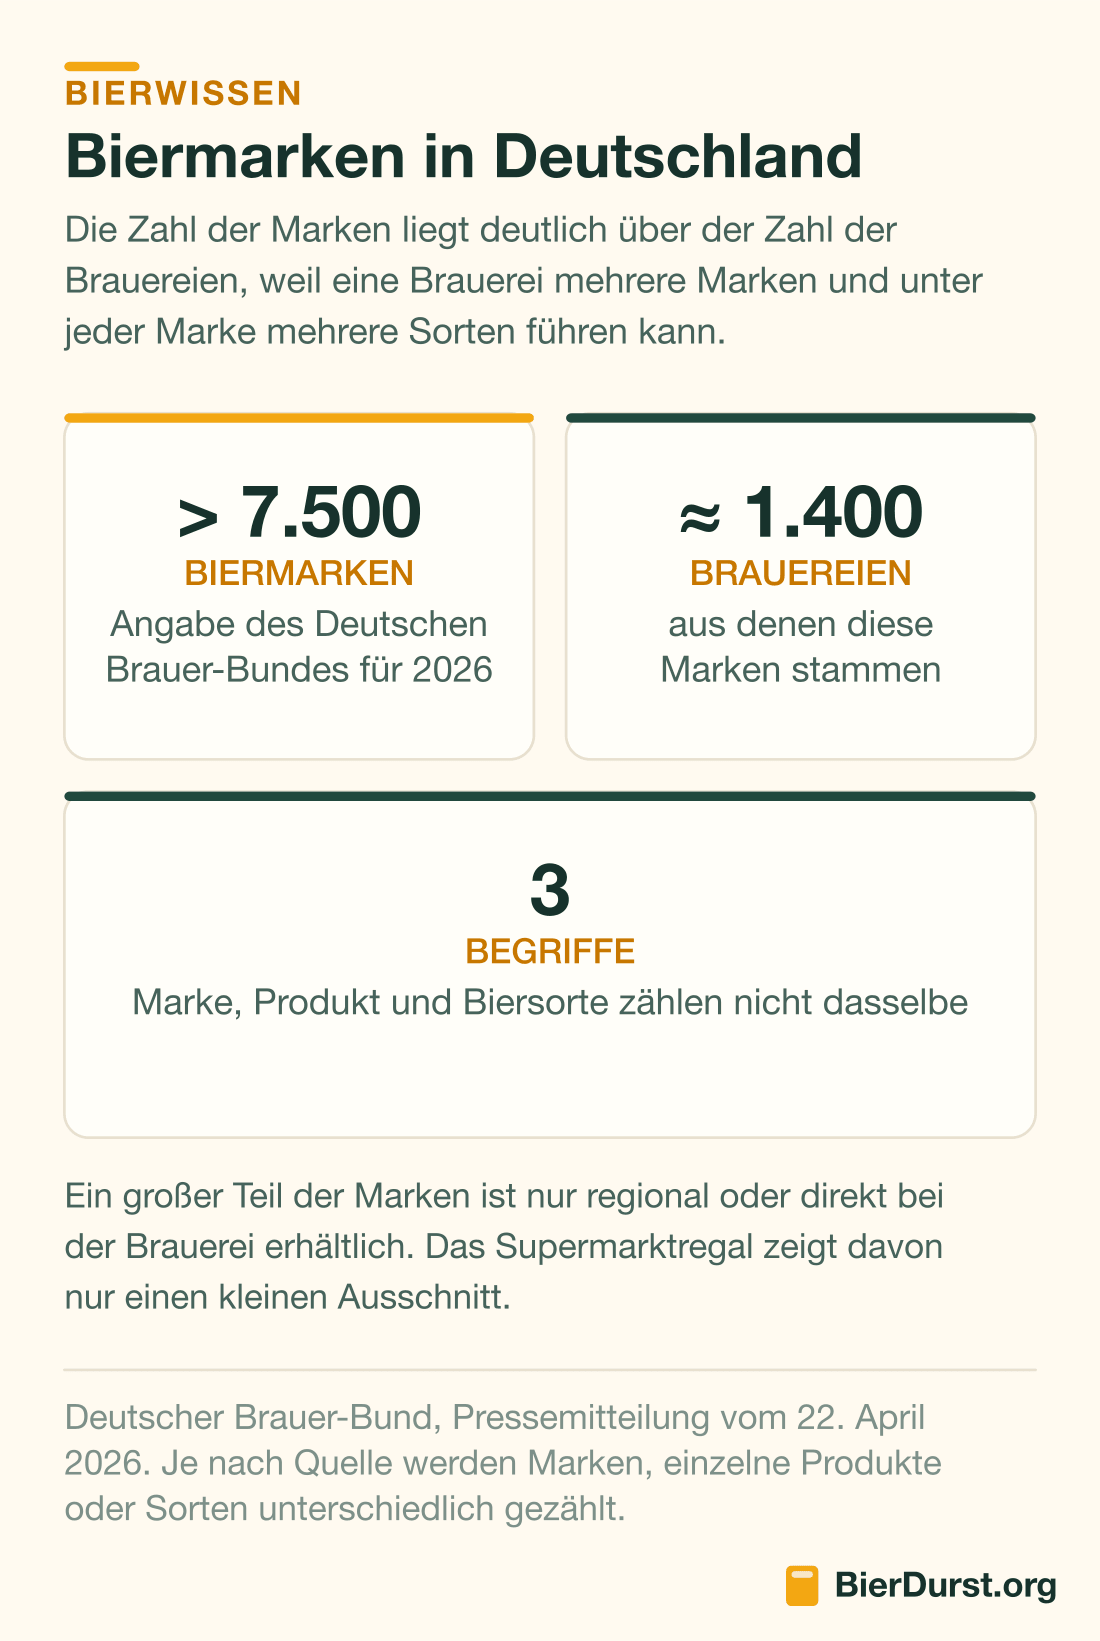 BIERWISSEN
Biermarken in Deutschland
Die Zahl der Marken liegt deutlich über der Zahl der
Brauereien, weil eine Brauerei mehrere Marken und unter
jeder Marke mehrere Sorten führen kann.
> 7.500
BIERMARKEN
Angabe des Deutschen
Brauer-Bundes für 2026
≈ 1.400
BRAUEREIEN
aus denen diese
Marken stammen
3
BEGRIFFE
Marke, Produkt und Biersorte zählen nicht dasselbe
Ein großer Teil der Marken ist nur regional oder direkt bei
der Brauerei erhältlich. Das Supermarktregal zeigt davon
nur einen kleinen Ausschnitt.
Deutscher Brauer-Bund, Pressemitteilung vom 22. April
2026. Je nach Quelle werden Marken, einzelne Produkte
oder Sorten unterschiedlich gezählt.
BierDurst.org